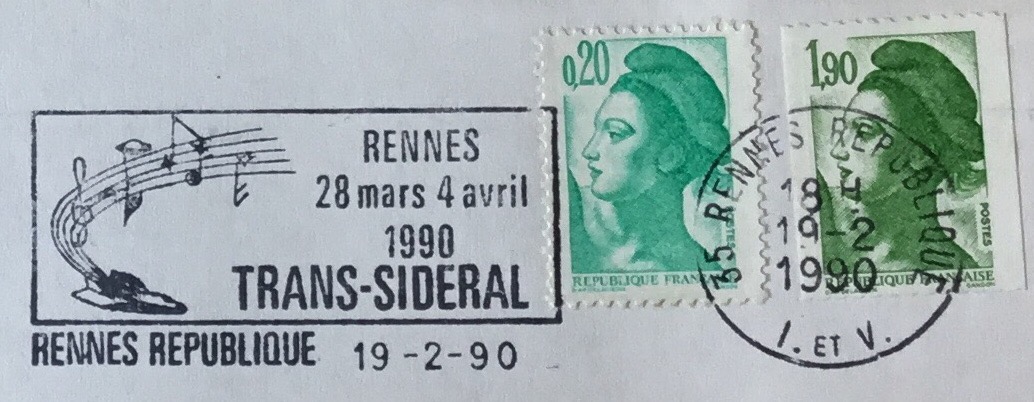 RENNES
28 mars 4 avril
1990
TRANS-SIDERAL
RENNES REPUBLIQUE 19-2-90
0,20
REPUBLIQUE FRANÇAISE
1,90
POSTES
REPUBLIQUE FRANÇAISE
GANDON
35 RENNES REPUBLIQUE
18 H
19-2
1990
I. ET V.